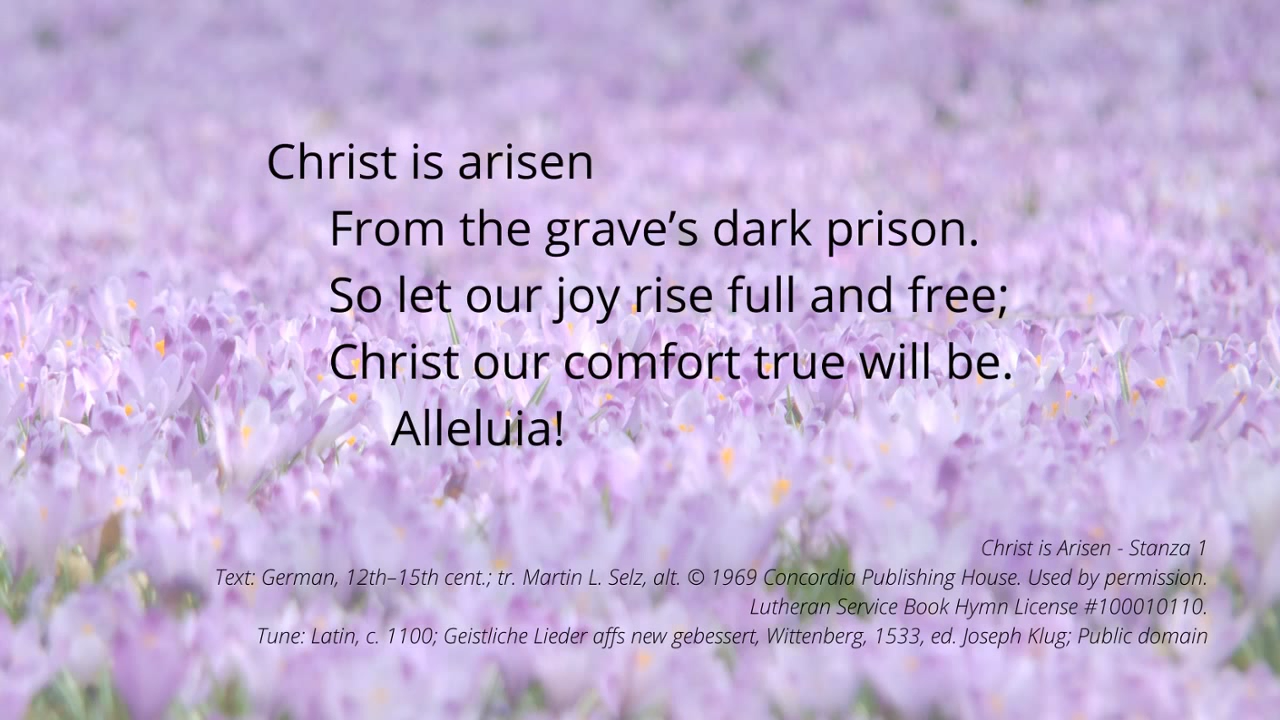 Christ is arisen
From the grave’s dark prison.
So let our joy rise full and free;
Christ our comfort true will be.
Alleluia!
Christ is Arisen - Stanza 1
Text: German, 12th–15th cent.; tr. Martin L. Selz, alt. © 1969 Concordia Publishing House. Used by permission.
Lutheran Service Book Hymn License #100010110.
Tune: Latin, c. 1100; Geistliche Lieder affs new gebessert, Wittenberg, 1533, ed. Joseph Klug; Public domain